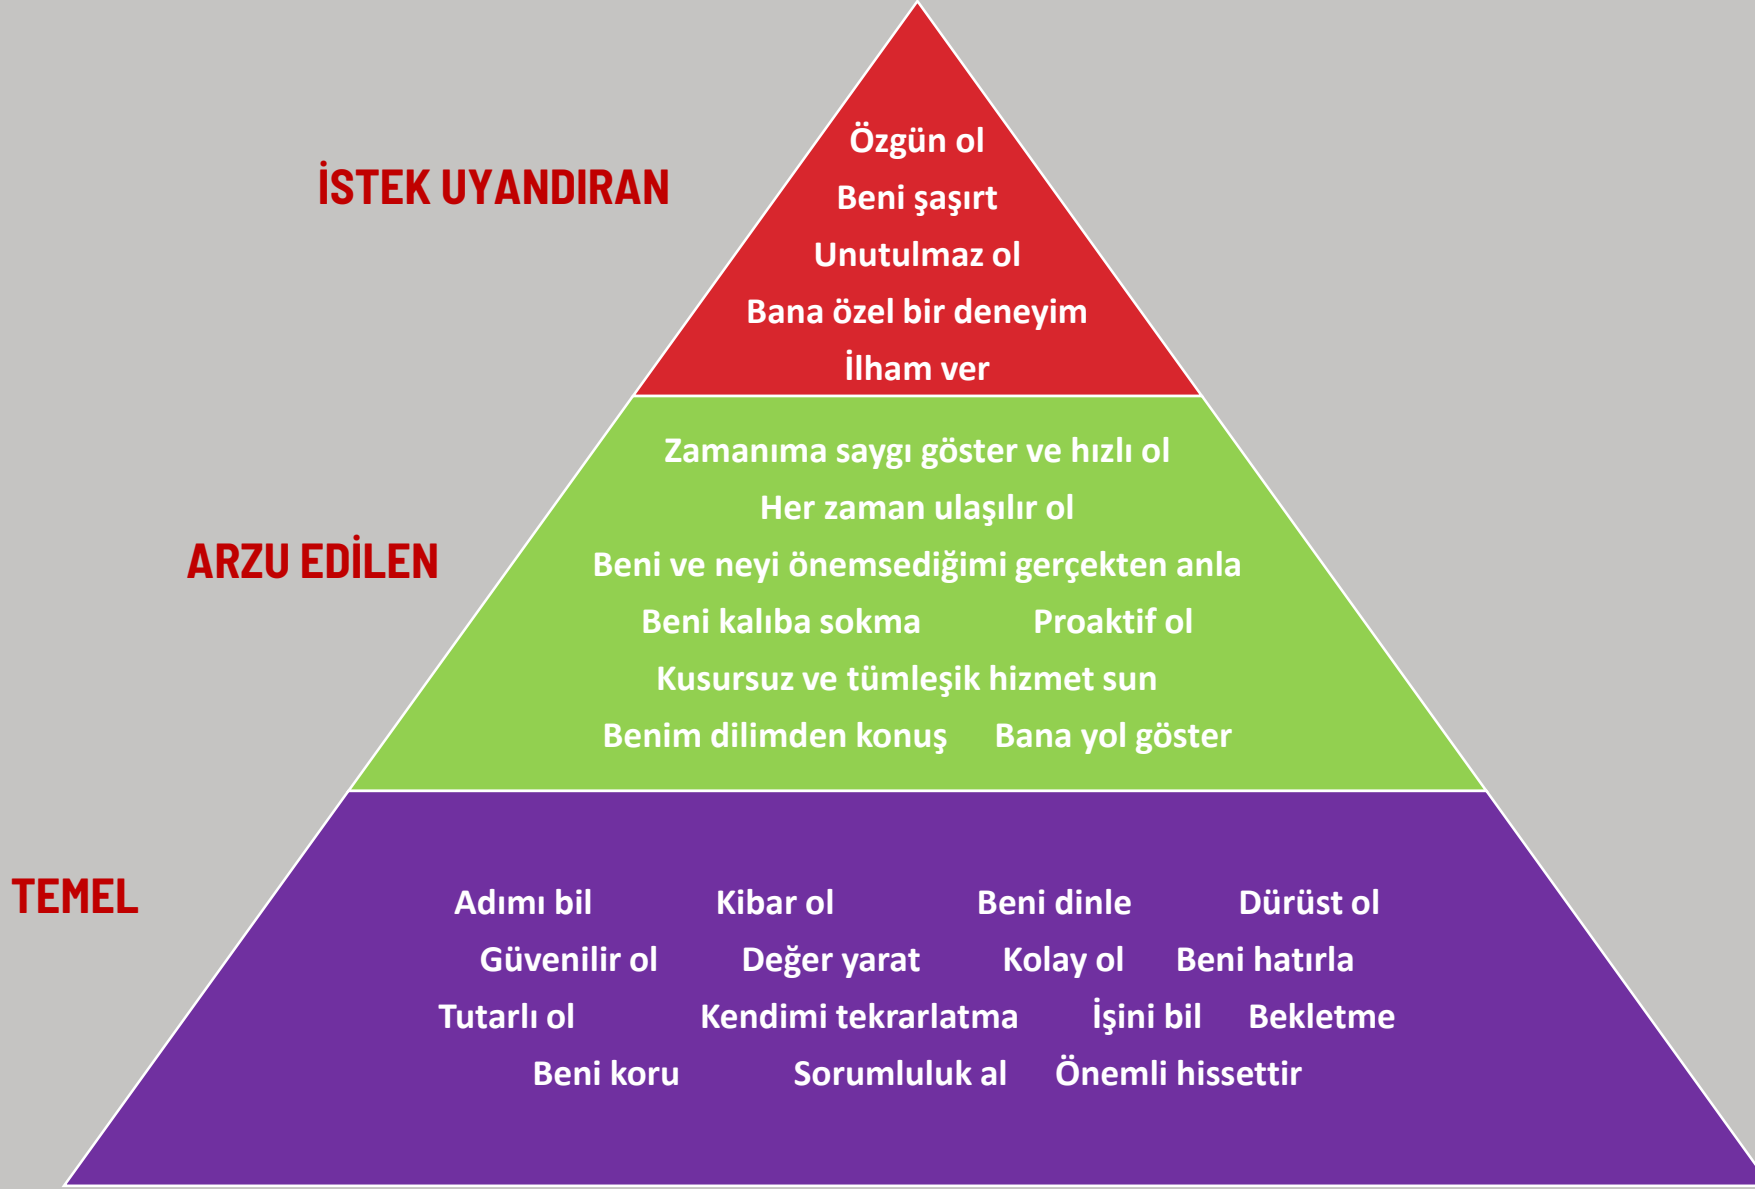 İSTEK UYANDIRAN
Özgün ol
Beni şaşırt
Unutulmaz ol
Bana özel bir deneyim
İlham ver
ARZU EDİLEN
Zamanıma saygı göster ve hızlı ol
Her zaman ulaşılır ol
Beni ve neyi önemsediğimi gerçekten anla
Beni kalıba sokma Proaktif ol
Kusursuz ve tümleşik hizmet sun
Benim dilimden konuş Bana yol göster
TEMEL
Adımı bil Kibar ol Beni dinle Dürüst ol
Güvenilir ol Değer yarat Kolay ol Beni hatırla
Tutarlı ol Kendimi tekrarlatma İşini bil Bekletme
Beni koru Sorumluluk al Önemli hissettir